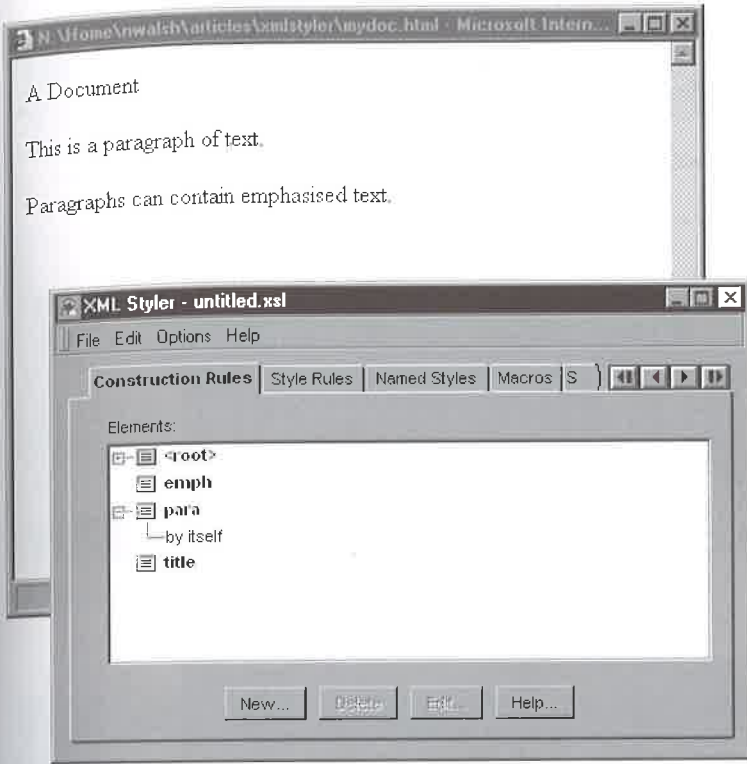 N:\Home\nwalsh\articles\xmlstyler\mydoc.html - Microsoft Intern...
A Document
This is a paragraph of text.
Paragraphs can contain emphasised text.
XML Styler - untitled.xsl
File Edit Options Help
Construction Rules Style Rules Named Styles Macros S
Elements:
<root>
emph
para
by itself
title
New... Delete Edit... Help...